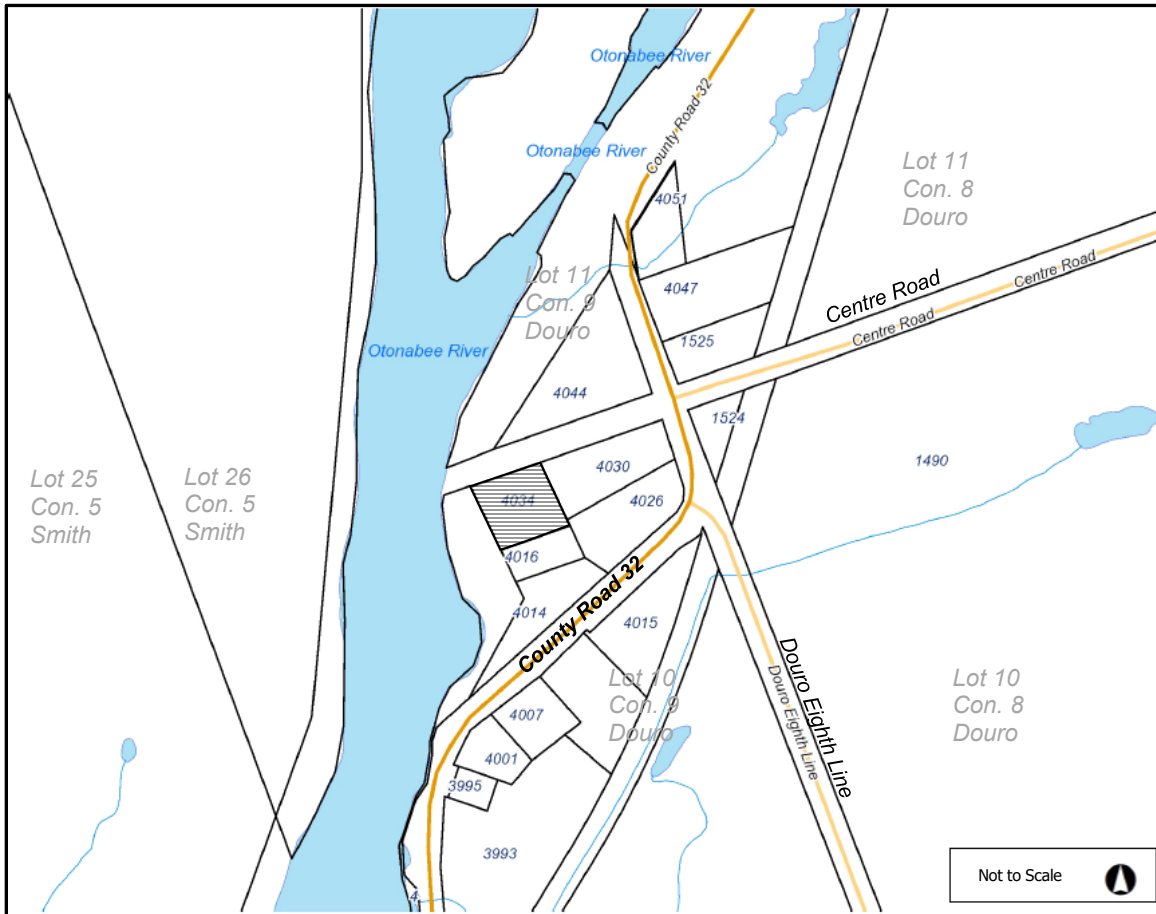 Otonabee River
County Road 32
Otonabee River
Lot 11
Con. 8
Douro
4051
Lot 11
Con. 9
Douro
4047
Centre Road
Centre Road
Centre Road
1525
Otonabee River
4044
1524
4030
1490
Lot 25
Con. 5
Smith
Lot 26
Con. 5
Smith
4034
4026
4016
County Road 32
4014
4015
Douro Eighth Line
Douro Eighth Line
Lot 10
Con. 9
Douro
Lot 10
Con. 8
Douro
4007
4001
3995
3993
Not to Scale
4